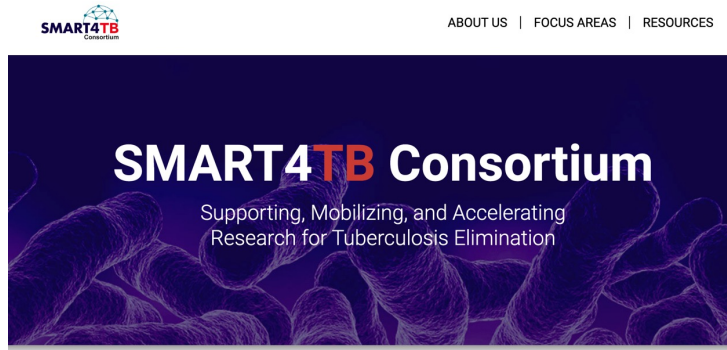 SMART4TB
Consortium
ABOUT US | FOCUS AREAS | RESOURCES
SMART4TB Consortium
Supporting, Mobilizing, and Accelerating
Research for Tuberculosis Elimination